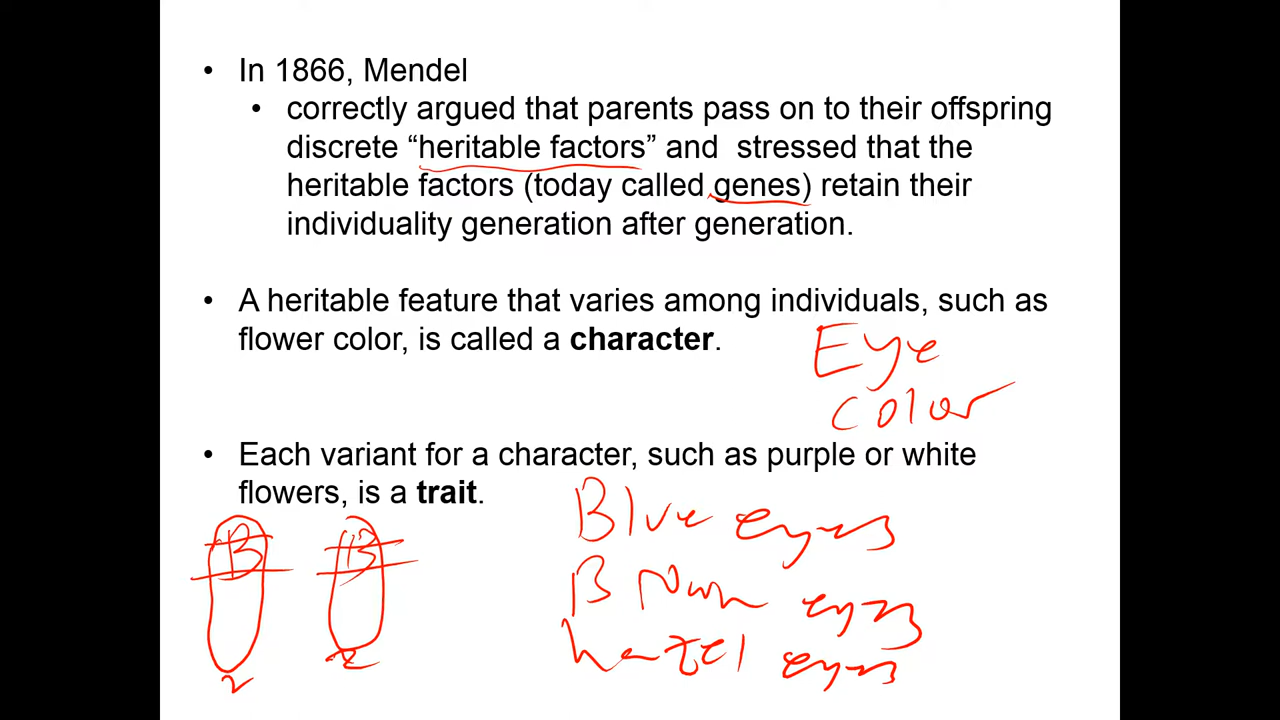 • In 1866, Mendel
• correctly argued that parents pass on to their offspring
discrete “heritable factors” and stressed that the
heritable factors (today called genes) retain their
individuality generation after generation.
• A heritable feature that varies among individuals, such as
flower color, is called a character.
Eye
color
• Each variant for a character, such as purple or white
flowers, is a trait.
Blue eyes
B B
Brown eyes
hazel eyes